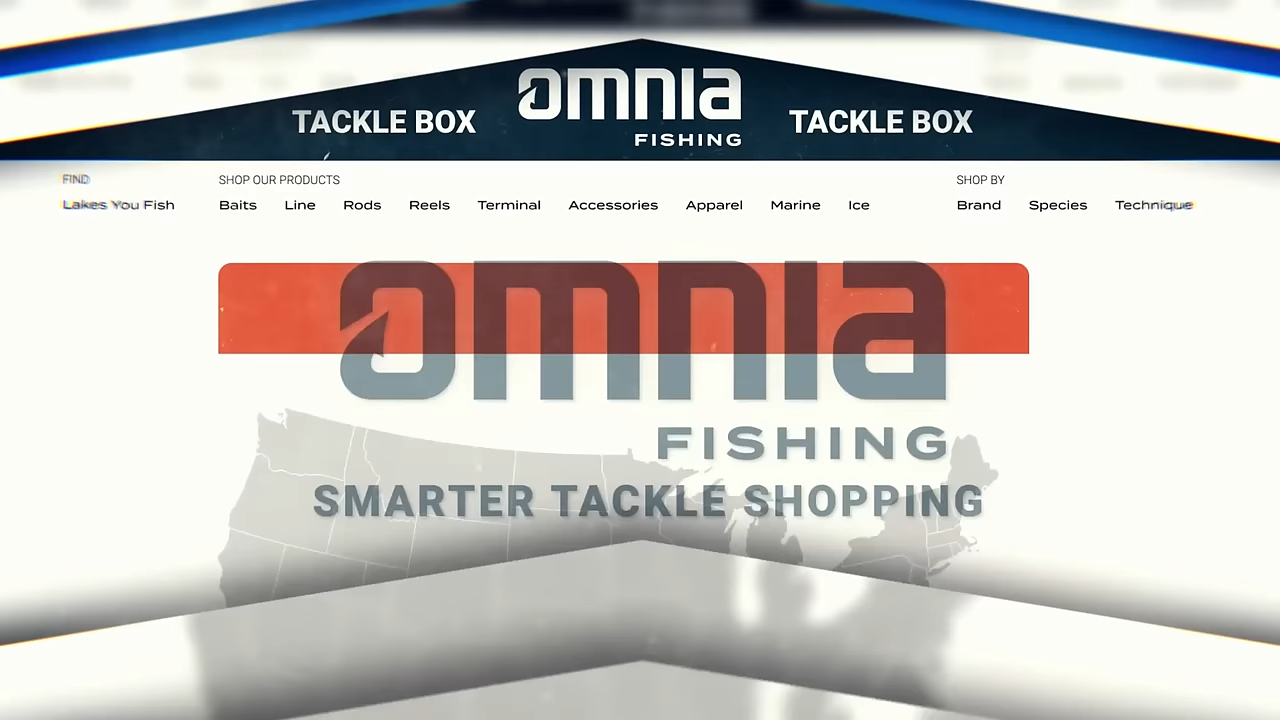 TACKLE BOX
omnia
FISHING
TACKLE BOX
FIND
SHOP OUR PRODUCTS
SHOP BY
Lakes You Fish
Baits Line Rods Reels Terminal Accessories Apparel Marine Ice
Brand Species Technique
omnia
FISHING
SMARTER TACKLE SHOPPING